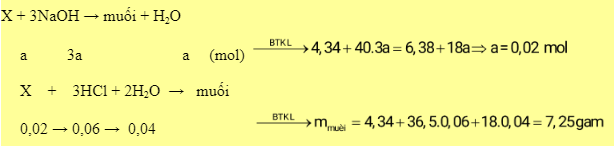 X + 3NaOH → muối + H₂O
a 3a a (mol) BTKL→ 4,34 + 40.3a = 6,38 + 18a ⇒ a = 0,02 mol
X + 3HCl + 2H₂O → muối
0,02 → 0,06 → 0,04 BTKL→ mmuèi = 4,34 + 36,5.0,06 + 18.0,04 = 7,25gam